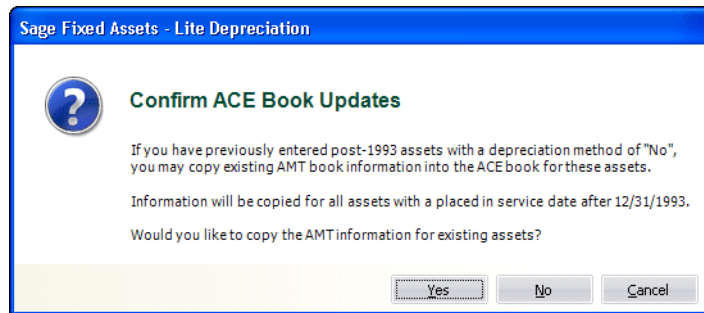 Sage Fixed Assets - Lite Depreciation
Confirm ACE Book Updates
If you have previously entered post-1993 assets with a depreciation method of "No",
you may copy existing AMT book information into the ACE book for these assets.
Information will be copied for all assets with a placed in service date after 12/31/1993.
Would you like to copy the AMT information for existing assets?
Yes No Cancel